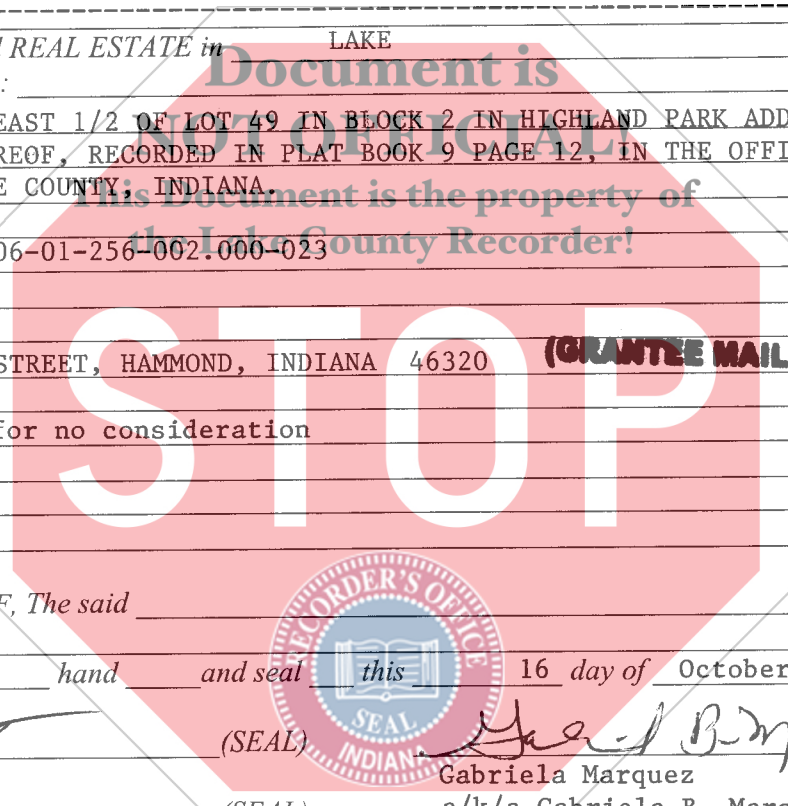 REAL ESTATE in LAKE
Document is
:
EAST 1/2 OF LOT 49 IN BLOCK 2 IN HIGHLAND PARK ADD
NOT OFFICIAL!
REOF, RECORDED IN PLAT BOOK 9 PAGE 12, IN THE OFFI
E COUNTY, INDIANA.
This Document is the property of
the Lake County Recorder!
06-01-256-002.000-023
STOP
STREET, HAMMOND, INDIANA 46320 (GRANTEE MAIL
for no consideration
F, The said
RECORDER'S OFFICE
hand and seal this 16 day of October
SEAL
(SEAL)
INDIANA
Gabriela Marquez
(SEAL) a/k/a Gabriela B. Marq